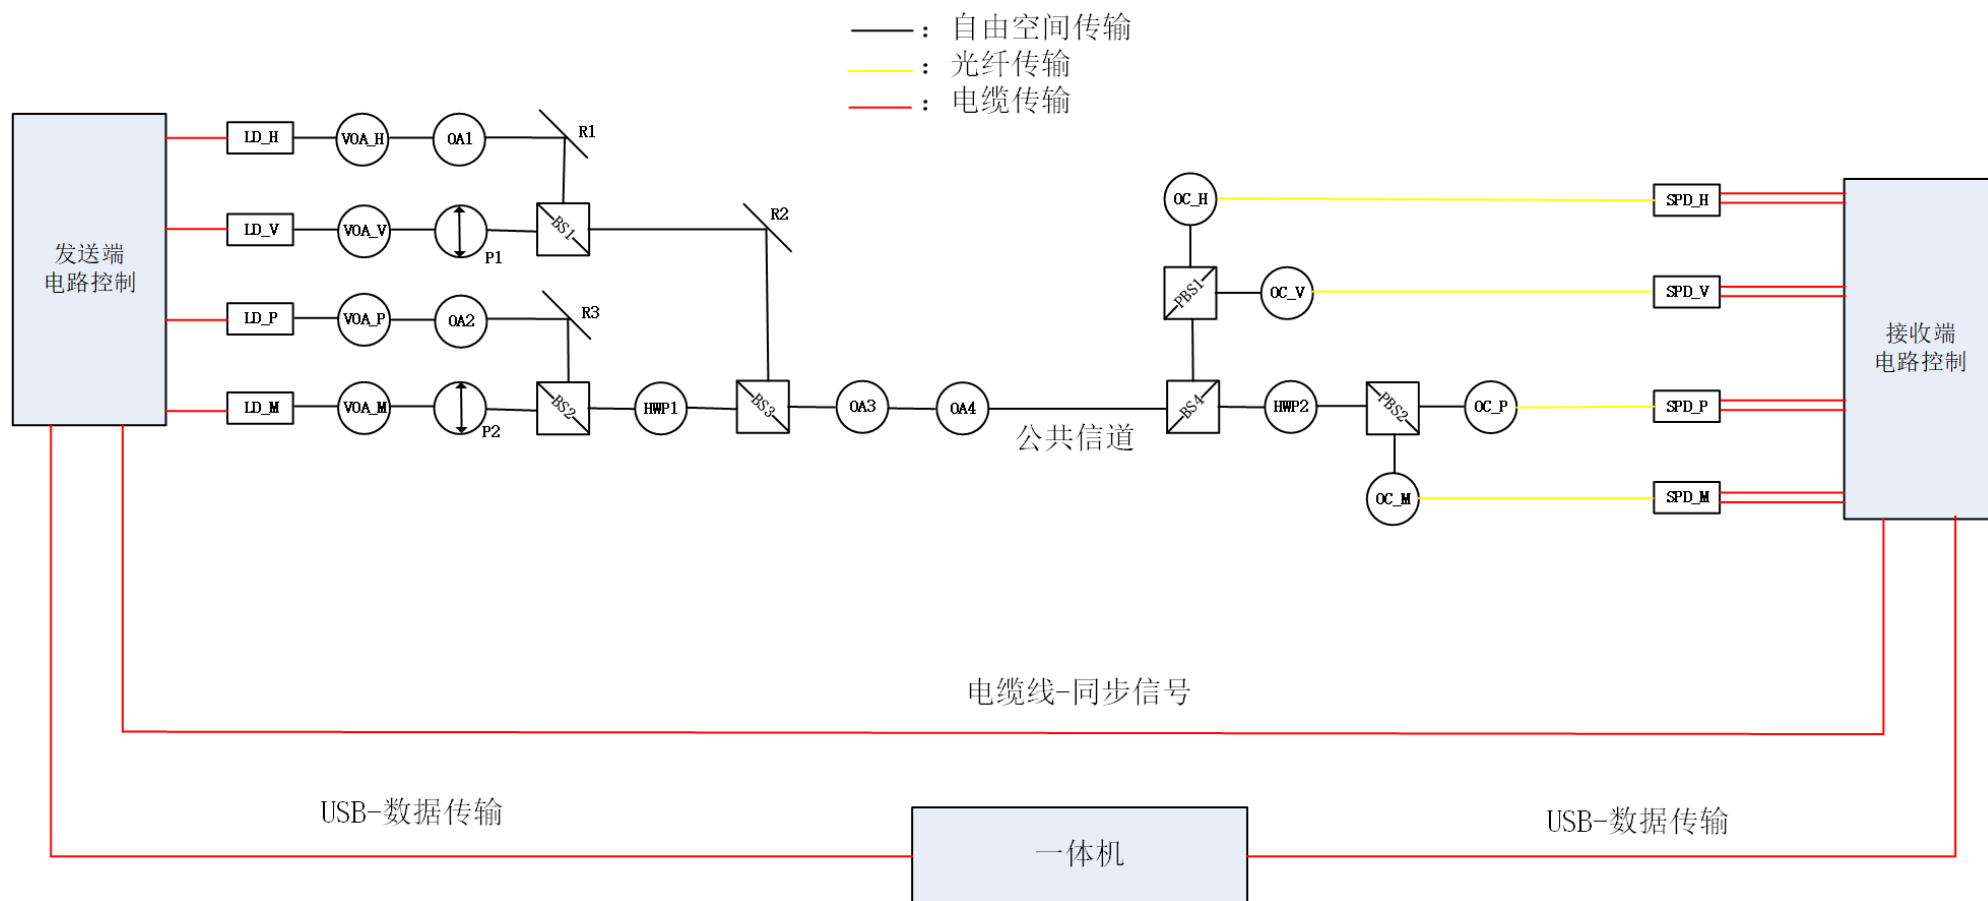 ：自由空间传输
：光纤传输
：电缆传输
发送端
电路控制
LD_H
VOA_H
OA1
R1
LD_V
VOA_V
P1
BS1
R2
LD_P
VOA_P
OA2
R3
LD_M
VOA_M
P2
BS2
HWP1
BS3
OA3
OA4
公共信道
OC_H
SPD_H
PBS1
OC_V
SPD_V
BS4
HWP2
PBS2
OC_P
SPD_P
OC_M
SPD_M
接收端
电路控制
电缆线-同步信号
USB-数据传输
一体机
USB-数据传输